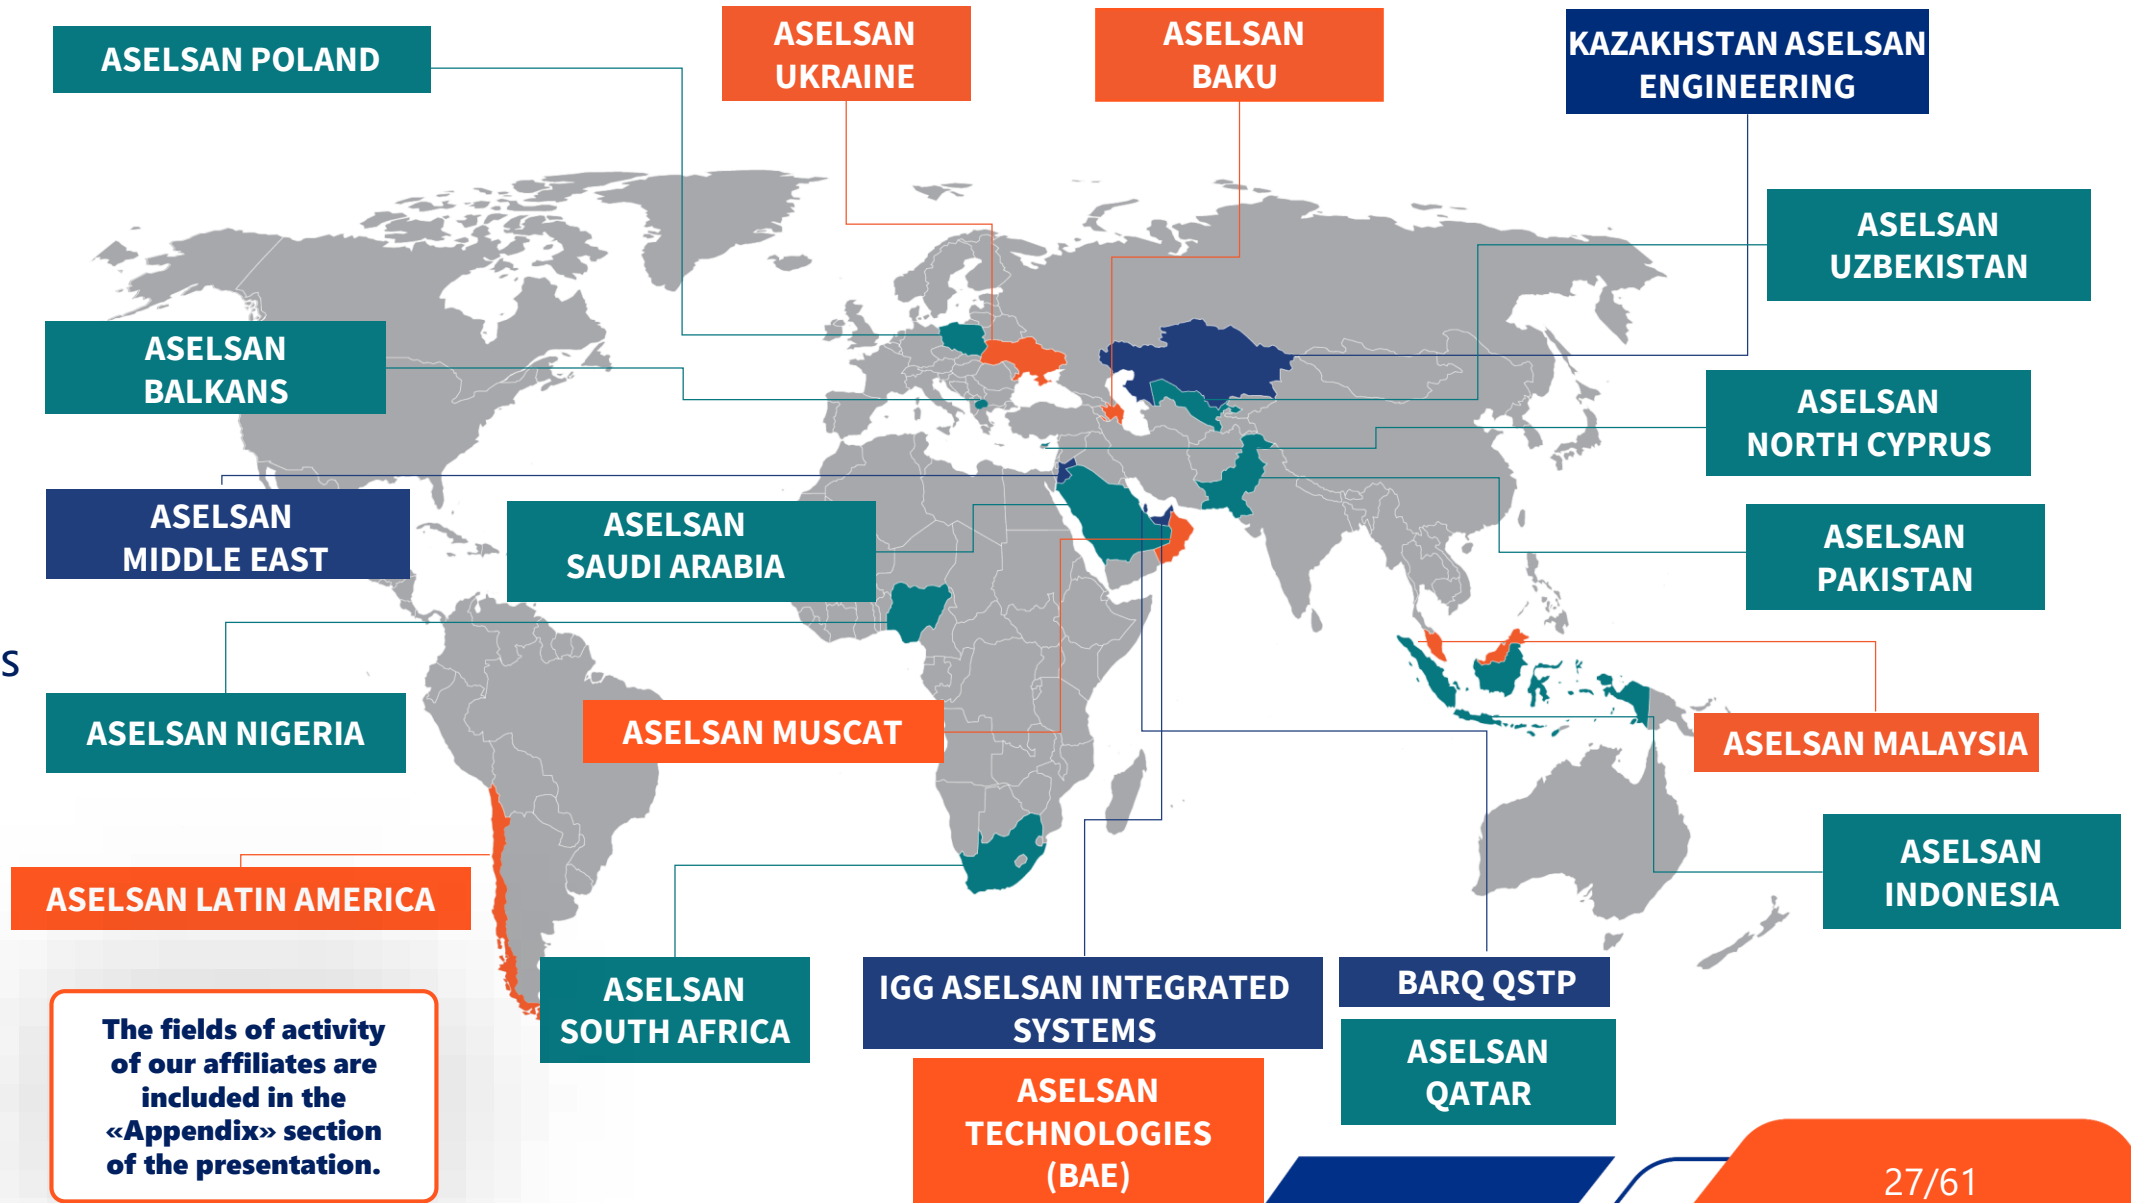 ASELSAN POLAND
ASELSAN
UKRAINE
ASELSAN
BAKU
KAZAKHSTAN ASELSAN
ENGINEERING
ASELSAN
UZBEKISTAN
ASELSAN
BALKANS
ASELSAN
NORTH CYPRUS
ASELSAN
MIDDLE EAST
ASELSAN
SAUDI ARABIA
ASELSAN
PAKISTAN
S
ASELSAN NIGERIA
ASELSAN MUSCAT
ASELSAN MALAYSIA
ASELSAN LATIN AMERICA
ASELSAN
INDONESIA
ASELSAN
SOUTH AFRICA
IGG ASELSAN INTEGRATED
SYSTEMS
BARQ QSTP
ASELSAN
QATAR
ASELSAN
TECHNOLOGIES
(BAE)
The fields of activity
of our affiliates are
included in the
«Appendix» section
of the presentation.
27/61